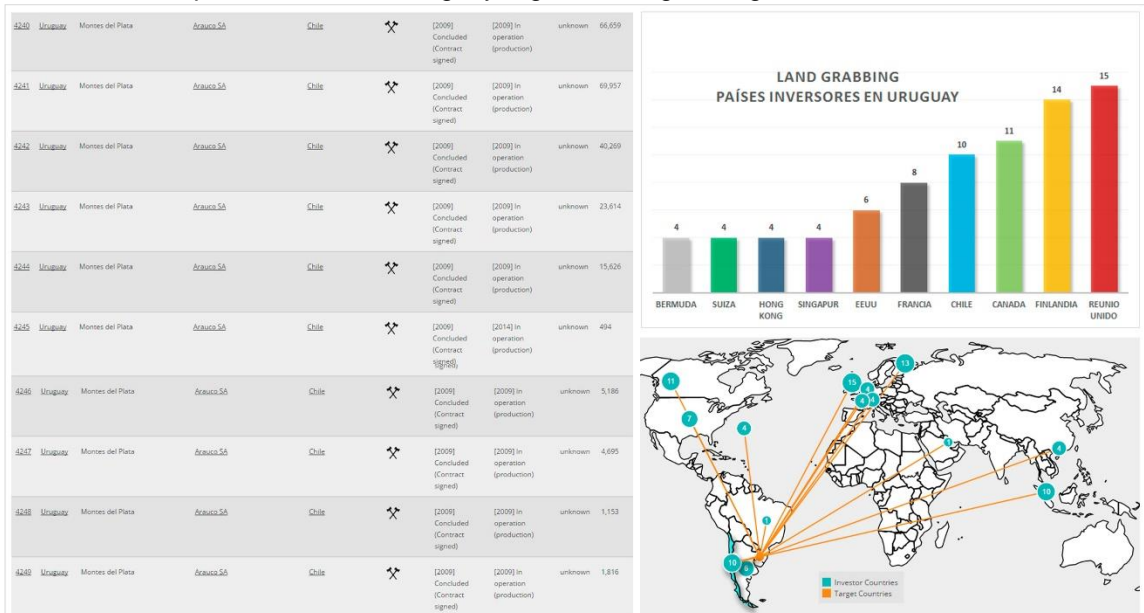 4240 Uruguay Montes del Plata Arauco SA Chile [2009] [2009] In unknown 66,659
Concluded operation
(Contract (production)
signed)
4241 Uruguay Montes del Plata Arauco SA Chile [2009] [2009] In unknown 69,957
Concluded operation
(Contract (production)
signed)
4242 Uruguay Montes del Plata Arauco SA Chile [2009] [2009] In unknown 40,269
Concluded operation
(Contract (production)
signed)
4243 Uruguay Montes del Plata Arauco SA Chile [2009] [2009] In unknown 23,614
Concluded operation
(Contract (production)
signed)
4244 Uruguay Montes del Plata Arauco SA Chile [2009] [2009] In unknown 15,626
Concluded operation
(Contract (production)
signed)
4245 Uruguay Montes del Plata Arauco SA Chile [2009] [2014] In unknown 494
Concluded operation
(Contract (production)
signed)
4246 Uruguay Montes del Plata Arauco SA Chile [2009] [2009] In unknown 5,186
Concluded operation
(Contract (production)
signed)
4247 Uruguay Montes del Plata Arauco SA Chile [2009] [2009] In unknown 4,695
Concluded operation
(Contract (production)
signed)
4248 Uruguay Montes del Plata Arauco SA Chile [2009] [2009] In unknown 1,153
Concluded operation
(Contract (production)
signed)
4249 Uruguay Montes del Plata Arauco SA Chile [2009] [2009] In unknown 1,816
Concluded operation
(Contract (production)
signed)
LAND GRABBING
PAÍSES INVERSORES EN URUGUAY
4 4 4 4 6 8 10 11 14 15
BERMUDA SUIZA HONG SINGAPUR EEUU FRANCIA CHILE CANADA FINLANDIA REUNIO
KONG UNIDO
13
11 15
4 4
7 4
1 4
10
1
10 6
Investor Countries
Target Countries